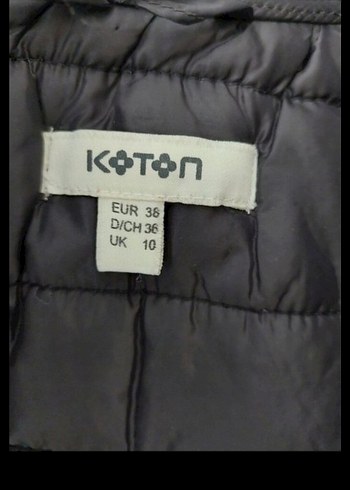 KOTON
EUR 38
D/CH 36
UK 10